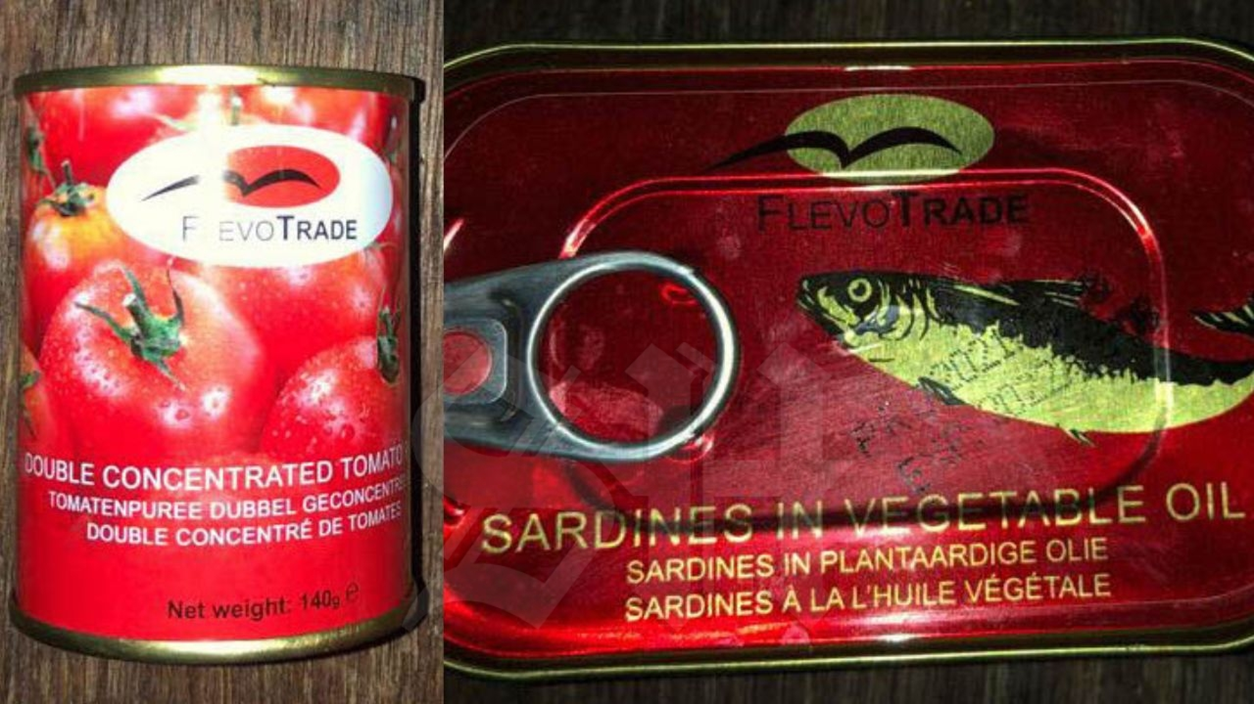 FLEVOTRADE
DOUBLE CONCENTRATED TOMATO
TOMATENPUREE DUBBEL GECONCENTRE
DOUBLE CONCENTRÉ DE TOMATES
Net weight: 140g e
FLEVOTRADE
SARDINES IN VEGETABLE OIL
SARDINES IN PLANTAARDIGE OLIE
SARDINES À LA L'HUILE VÉGÉTALE